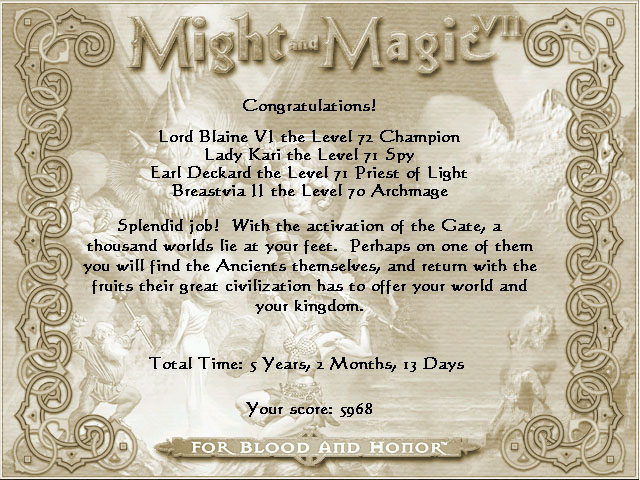 Might and Magic VII
Congratulations!
Lord Blaine VI the Level 72 Champion
Lady Kari the Level 71 Spy
Earl Deckard the Level 71 Priest of Light
Breastvia II the Level 70 Archmage
Splendid job!  With the activation of the Gate, a
thousand worlds lie at your feet.  Perhaps on one of them
you will find the Ancients themselves, and return with the
fruits their great civilization has to offer your world and
your kingdom.
Total Time: 5 Years, 2 Months, 13 Days
Your score: 5968
FOR BLOOD AND HONOR™